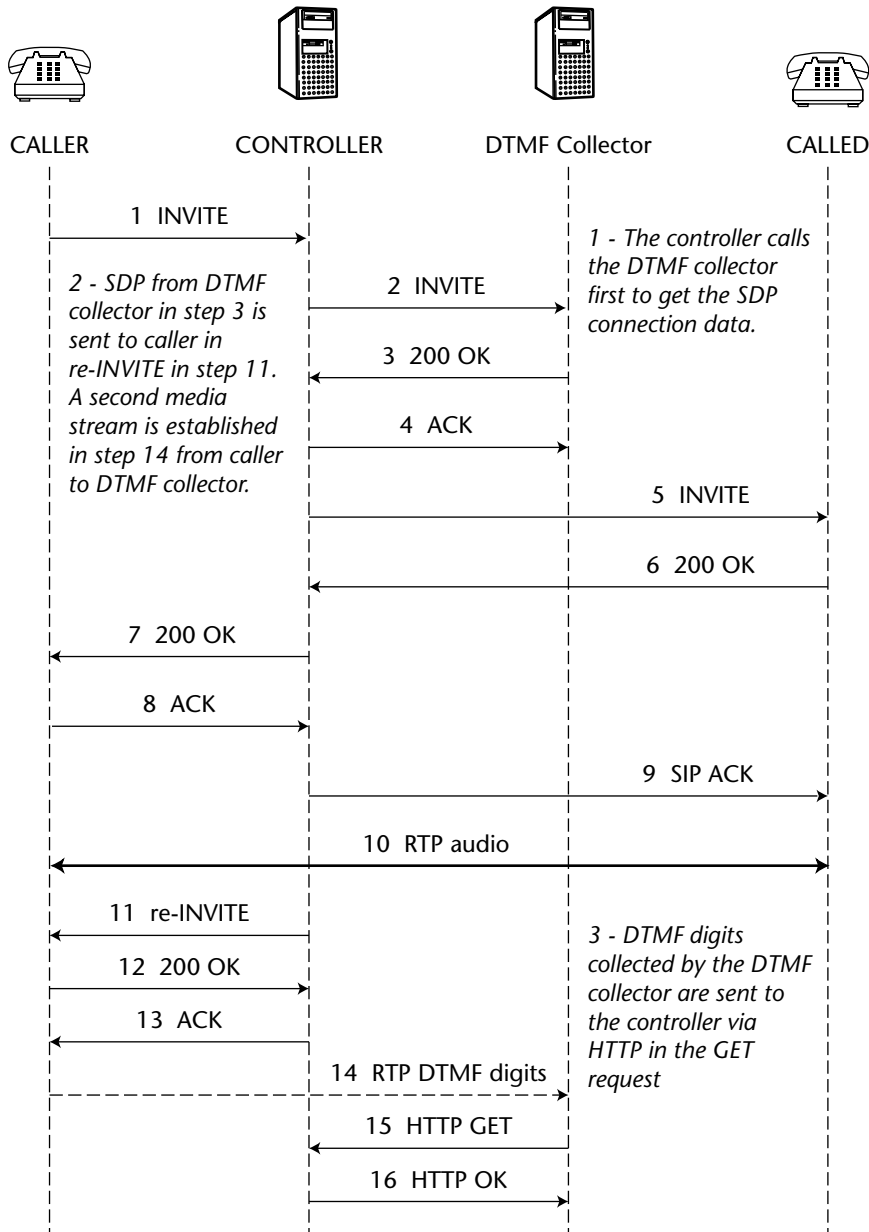 CALLER
CONTROLLER
DTMF Collector
CALLED
1 INVITE
1 - The controller calls
the DTMF collector
first to get the SDP
connection data.
2 - SDP from DTMF
collector in step 3 is
sent to caller in
re-INVITE in step 11.
A second media
stream is established
in step 14 from caller
to DTMF collector.
2 INVITE
3 200 OK
4 ACK
5 INVITE
6 200 OK
7 200 OK
8 ACK
9 SIP ACK
10 RTP audio
11 re-INVITE
12 200 OK
13 ACK
3 - DTMF digits
collected by the DTMF
collector are sent to
the controller via
HTTP in the GET
request
14 RTP DTMF digits
15 HTTP GET
16 HTTP OK